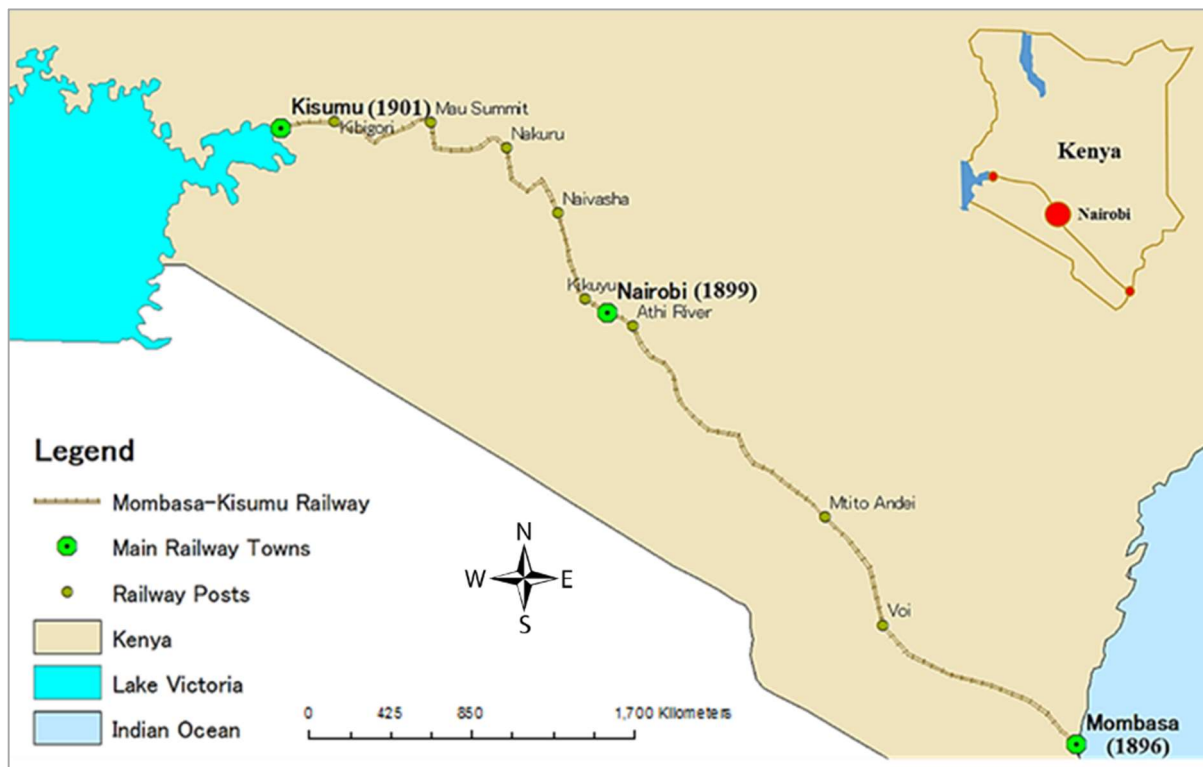 Kisumu (1901)
Mau Summit
Kibigori
Nakuru
Kenya
Naivasha
Nairobi
Kikuyu
Nairobi (1899)
Athi River
Legend
Mombasa-Kisumu Railway
Main Railway Towns
Railway Posts
Kenya
Lake Victoria
Indian Ocean
N
W
E
S
Mtito Andei
Voi
0 425 850 1,700 Kilometers
Mombasa
(1896)